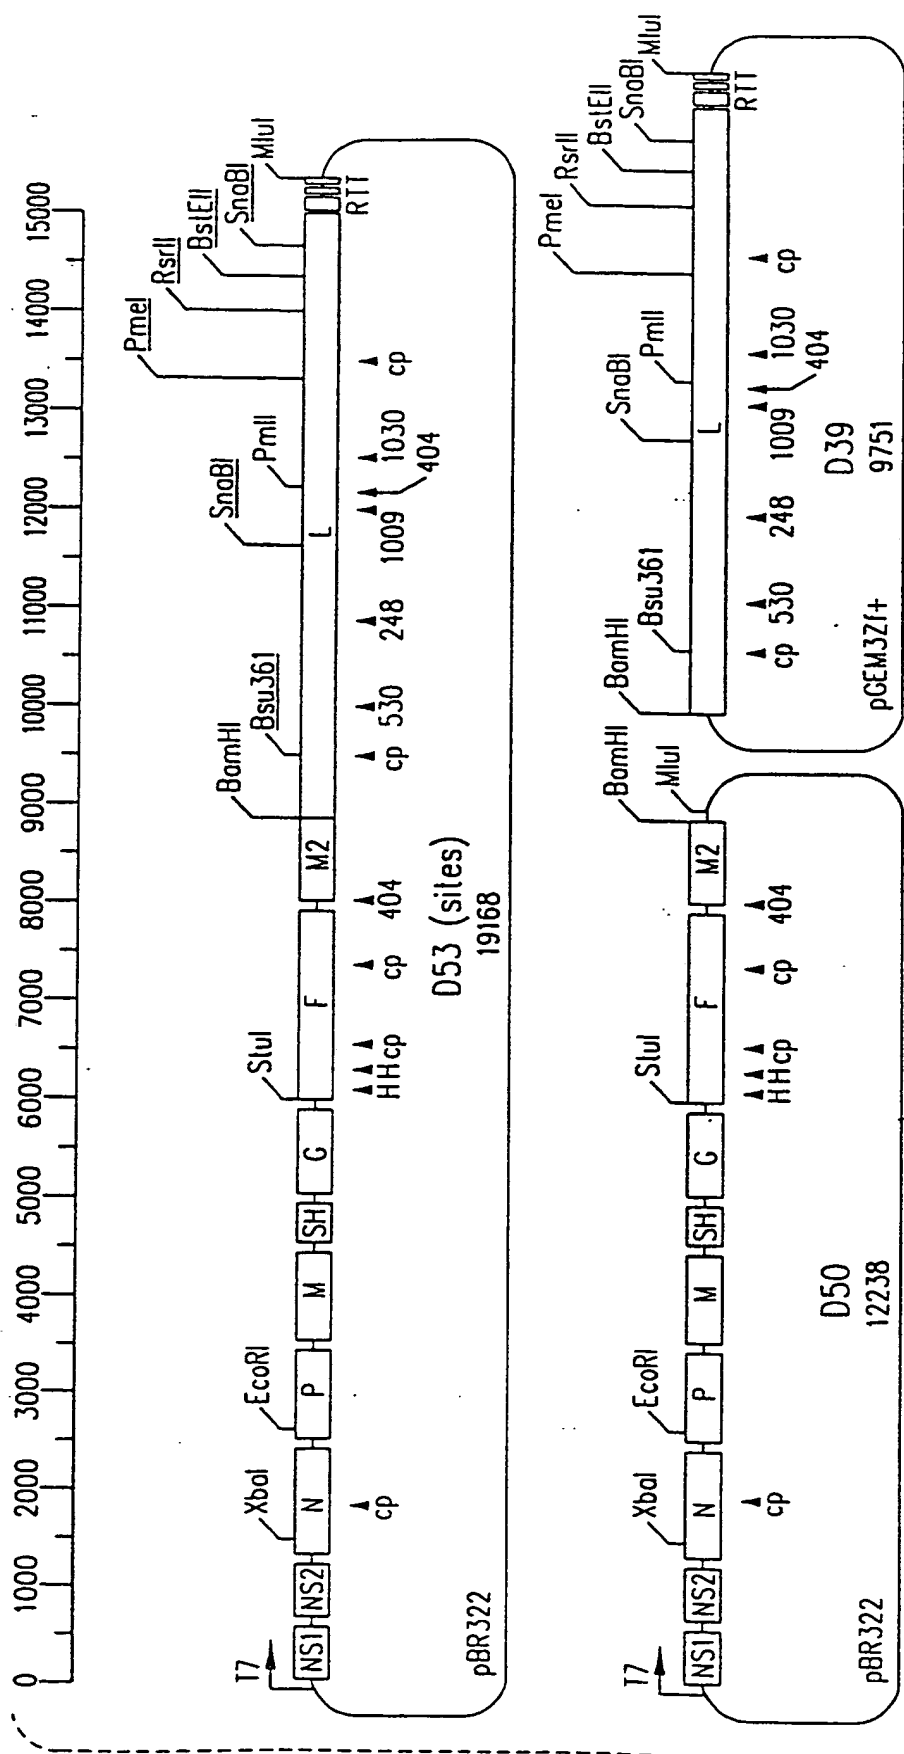 0 1000 2000 3000 4000 5000 6000 7000 8000 9000 10000 11000 12000 13000 14000 15000
T7 XbaI EcoRI StuI BamHI Bsu36I SnaBI PmlI PmeI RsrII BstEII SnaBI MluI
NS1 NS2 N P M SH G F M2 L RTT
cp HHcp cp 404 cp 530 248 1009 404 1030 cp
D53 (sites)
19168
pBR322
T7 XbaI EcoRI StuI BamHI MluI
NS1 NS2 N P M SH G F M2
cp HHcp cp 404
D50
12238
pBR322
BamHI Bsu36I SnaBI PmlI PmeI RsrII BstEII SnaBI MluI
L RTT
cp 530 248 1009 404 1030 cp
D39
9751
pGEM3Zf+